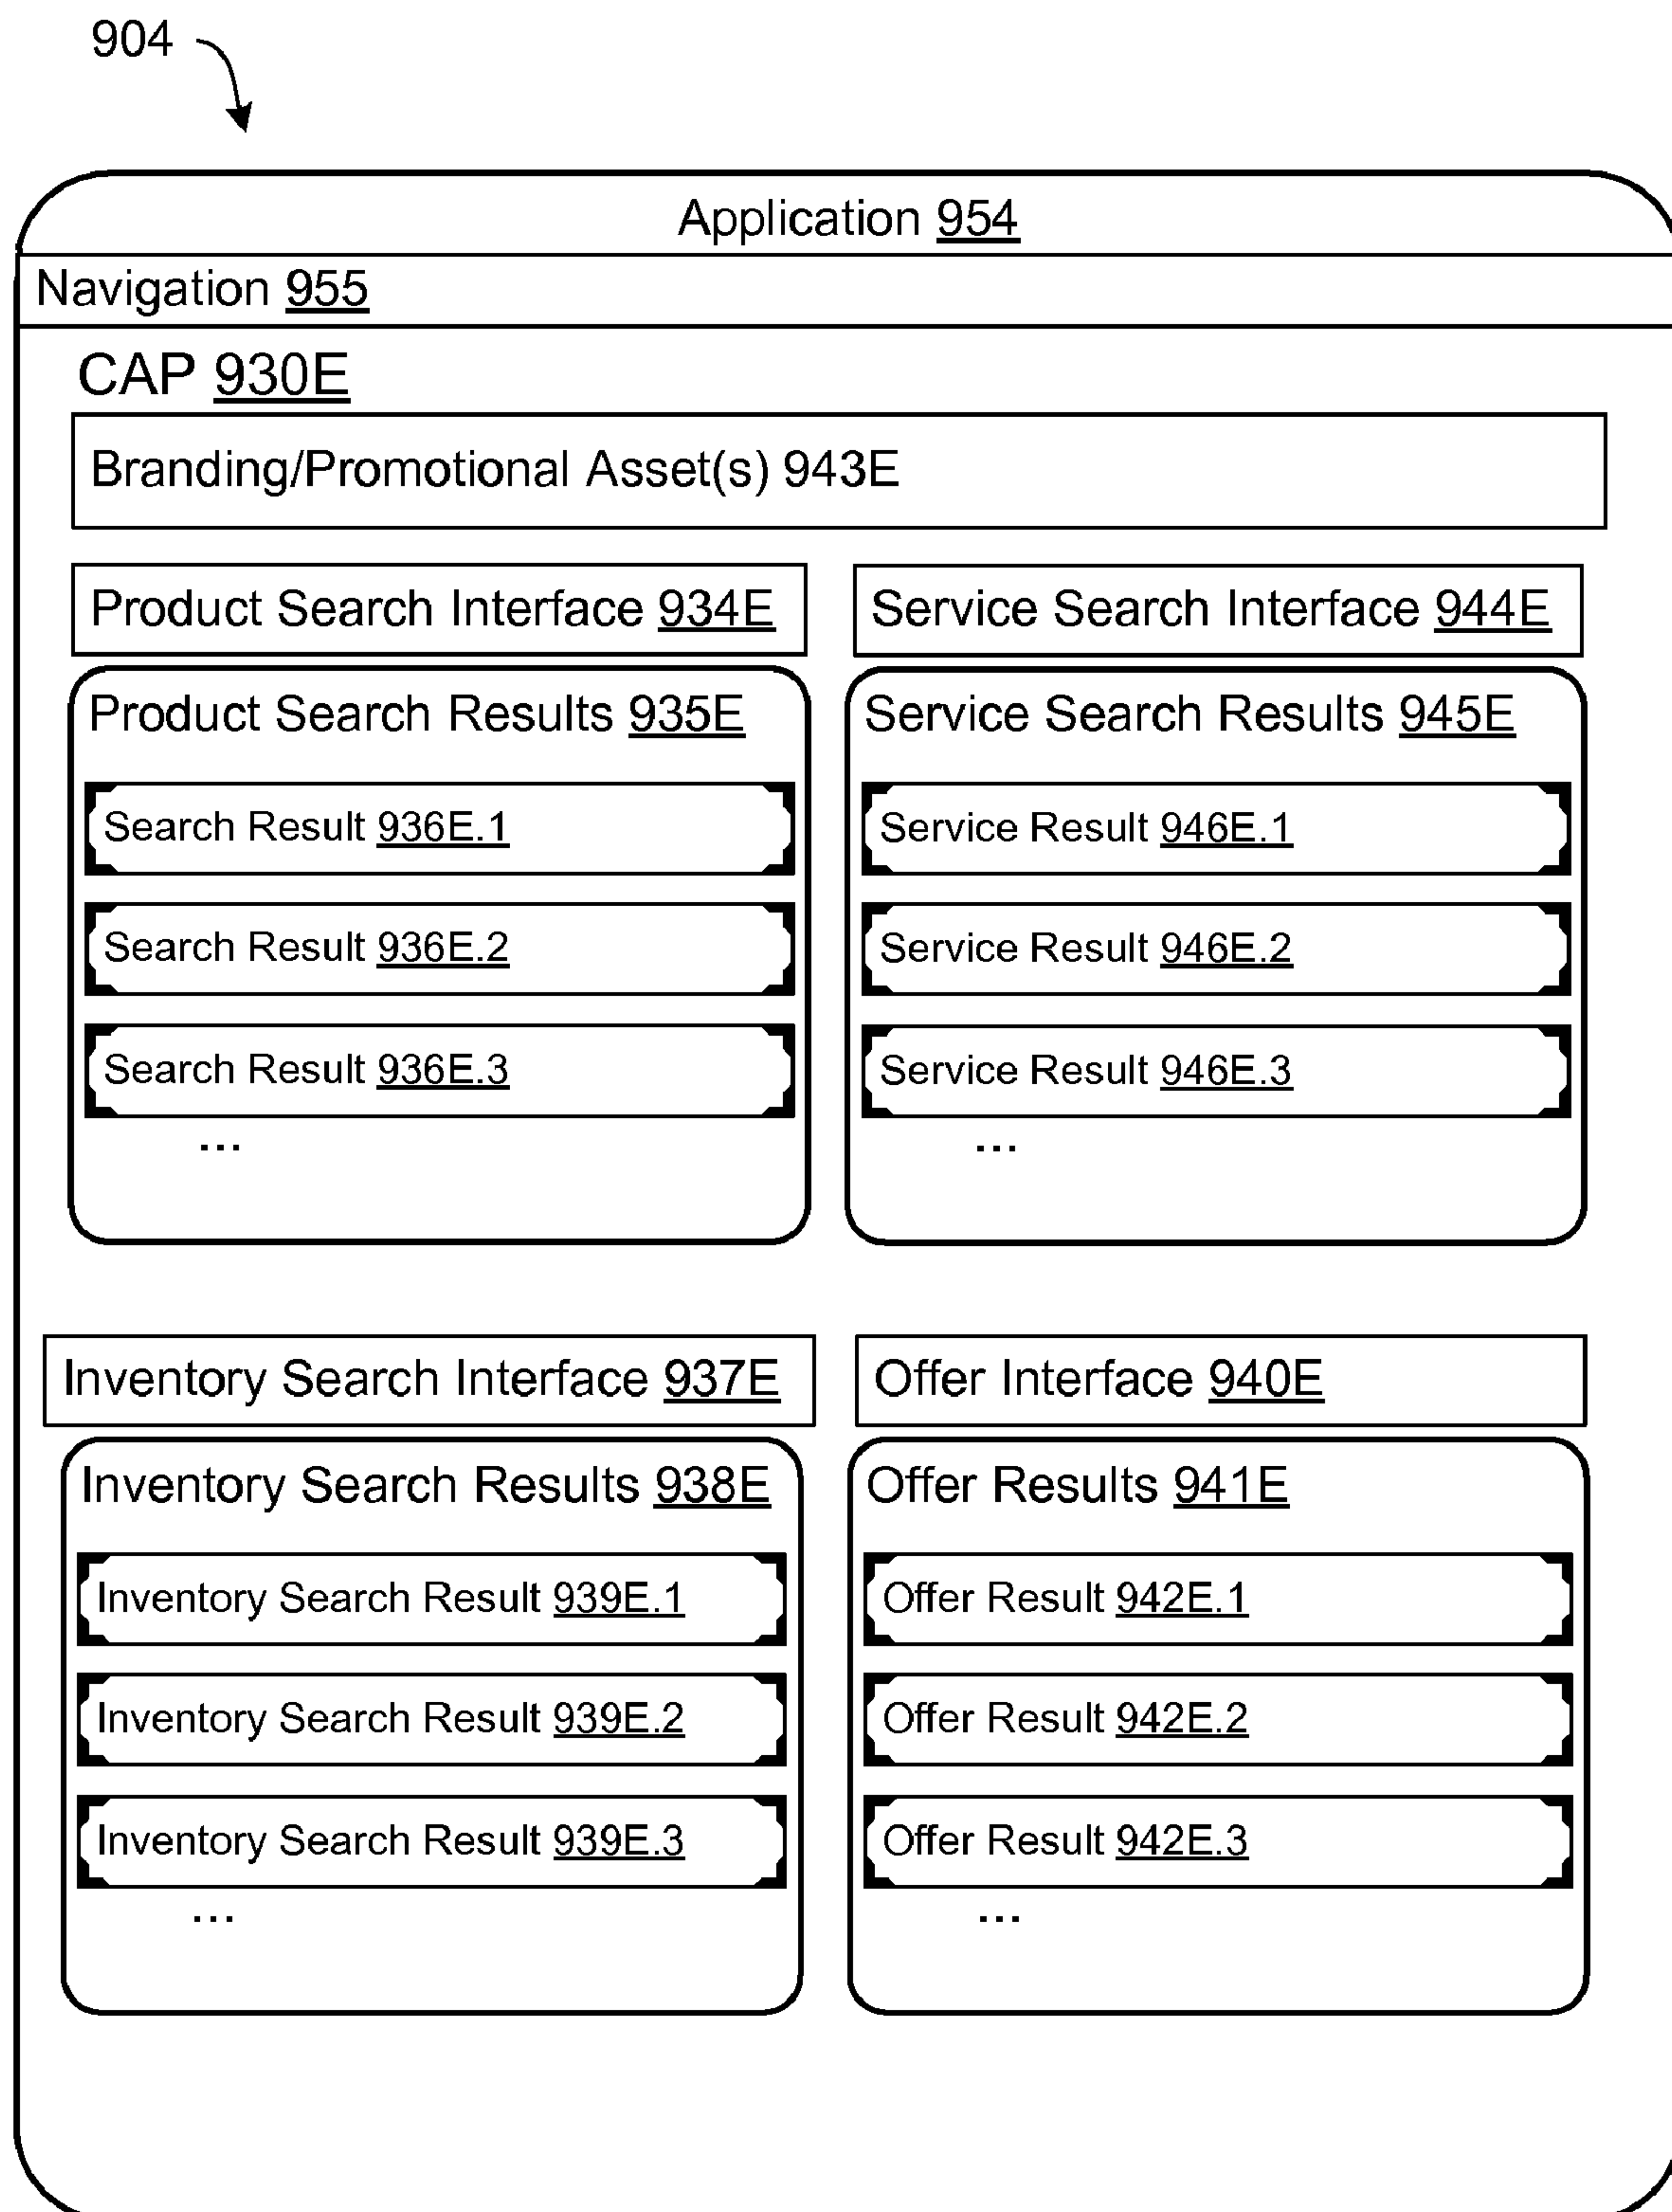 904
Application 954
Navigation 955
CAP 930E
Branding/Promotional Asset(s) 943E
Product Search Interface 934E
Product Search Results 935E
Search Result 936E.1
Search Result 936E.2
Search Result 936E.3
...
Service Search Interface 944E
Service Search Results 945E
Service Result 946E.1
Service Result 946E.2
Service Result 946E.3
...
Inventory Search Interface 937E
Inventory Search Results 938E
Inventory Search Result 939E.1
Inventory Search Result 939E.2
Inventory Search Result 939E.3
...
Offer Interface 940E
Offer Results 941E
Offer Result 942E.1
Offer Result 942E.2
Offer Result 942E.3
...